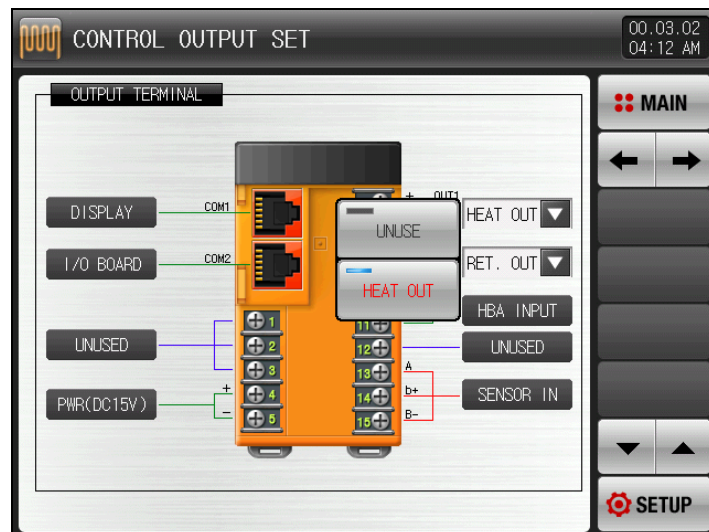 CONTROL OUTPUT SET
00.03.02
04:12 AM
OUTPUT TERMINAL
MAIN
DISPLAY
COM1
+
OUT1
HEAT OUT
UNUSE
I/O BOARD
COM2
RET. OUT
HEAT OUT
HBA INPUT
1
11
UNUSED
2
12
UNUSED
3
13
A
PWR(DC15V)
+
4
14
b+
SENSOR IN
-
5
15
B-
SETUP